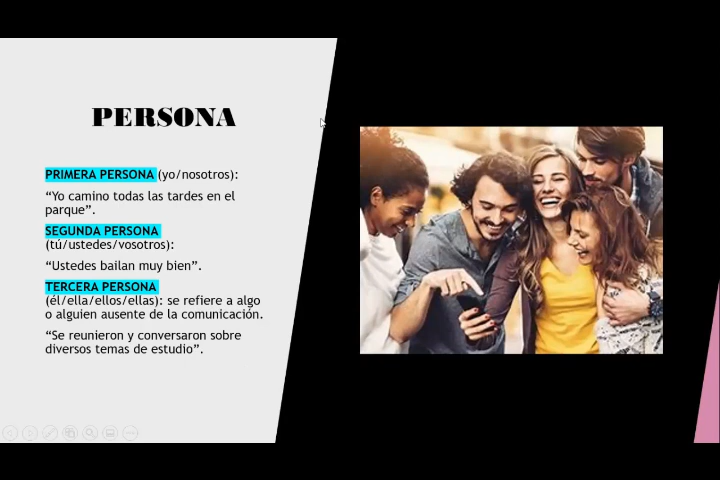 PERSONA
PRIMERA PERSONA (yo/nosotros):
“Yo camino todas las tardes en el
parque”.
SEGUNDA PERSONA
(tú/ustedes/vosotros):
“Ustedes bailan muy bien”.
TERCERA PERSONA
(él/ella/ellos/ellas): se refiere a algo
o alguien ausente de la comunicación.
“Se reunieron y conversaron sobre
diversos temas de estudio”.